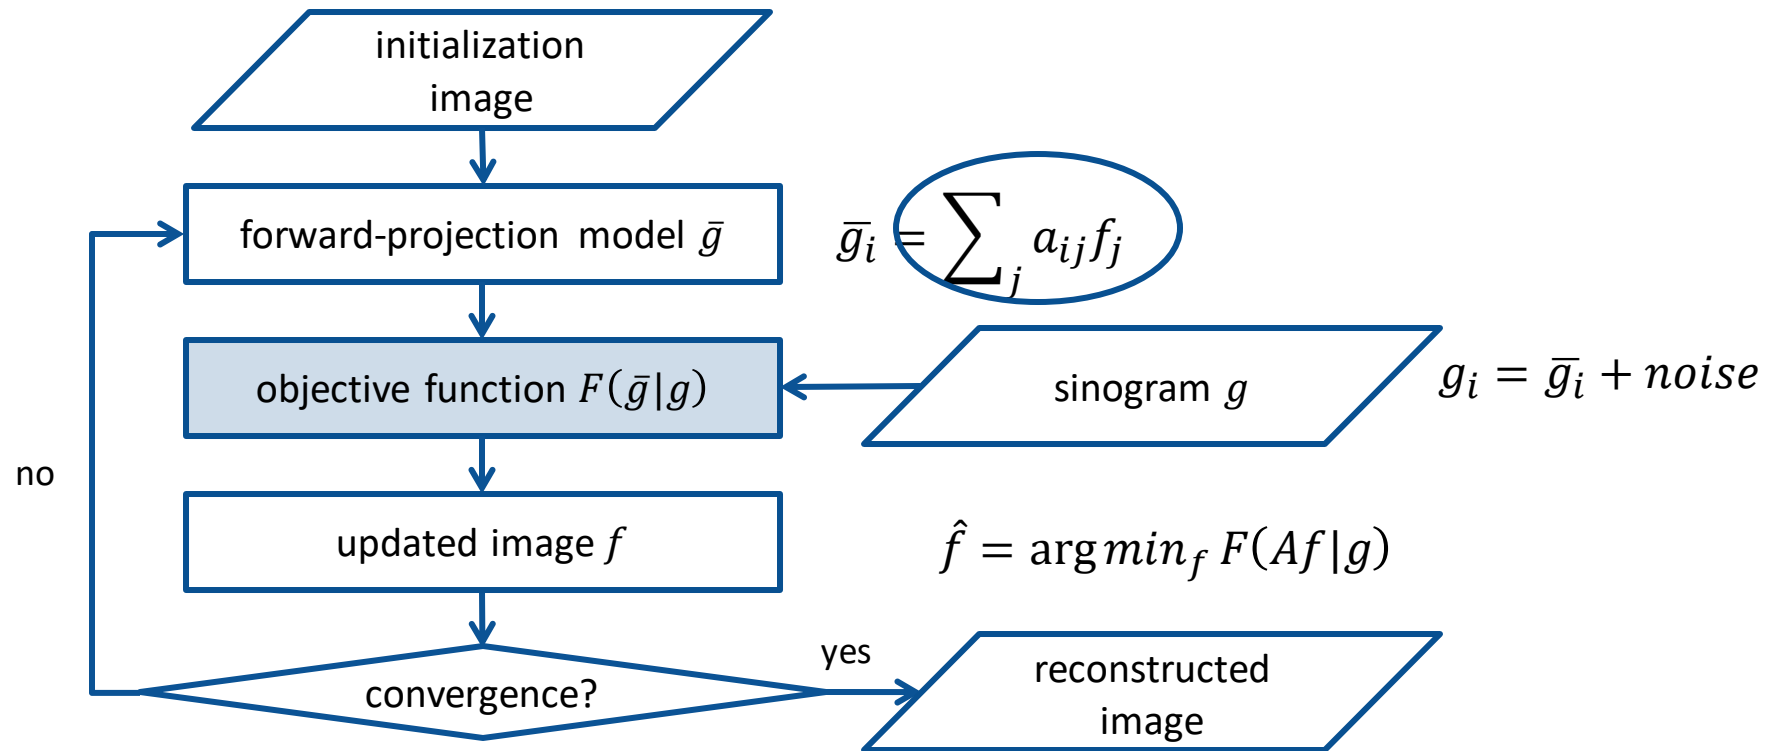 initialization
image
forward-projection model ḡ
ḡᵢ = ∑ⱼ aᵢⱼfⱼ
objective function F(ḡ|g)
sinogram g
gᵢ = ḡᵢ + noise
no
updated image f
f̂ = arg min_f F(Af|g)
convergence?
yes
reconstructed
image